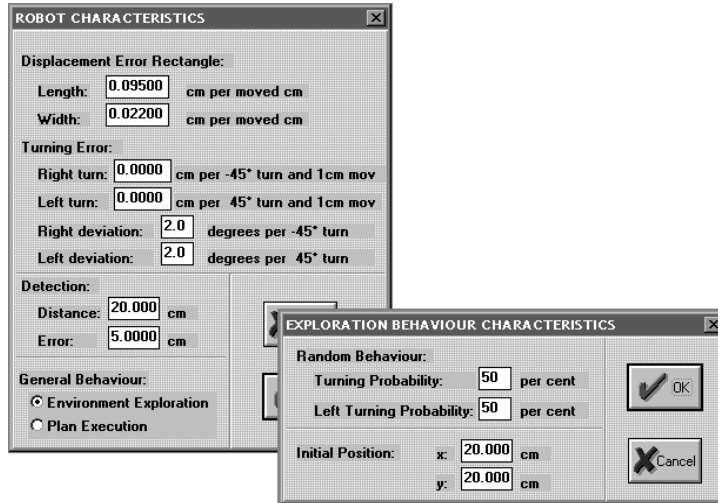 ROBOT CHARACTERISTICS
Displacement Error Rectangle:
Length: 0.09500 cm per moved cm
Width: 0.02200 cm per moved cm
Turning Error:
Right turn: 0.0000 cm per -45° turn and 1cm mov
Left turn: 0.0000 cm per 45° turn and 1cm mov
Right deviation: 2.0 degrees per -45° turn
Left deviation: 2.0 degrees per 45° turn
Detection:
Distance: 20.000 cm
Error: 5.0000 cm
General Behaviour:
Environment Exploration
Plan Execution
EXPLORATION BEHAVIOUR CHARACTERISTICS
Random Behaviour:
Turning Probability: 50 per cent
Left Turning Probability: 50 per cent
OK
Initial Position: x: 20.000 cm
y: 20.000 cm
Cancel